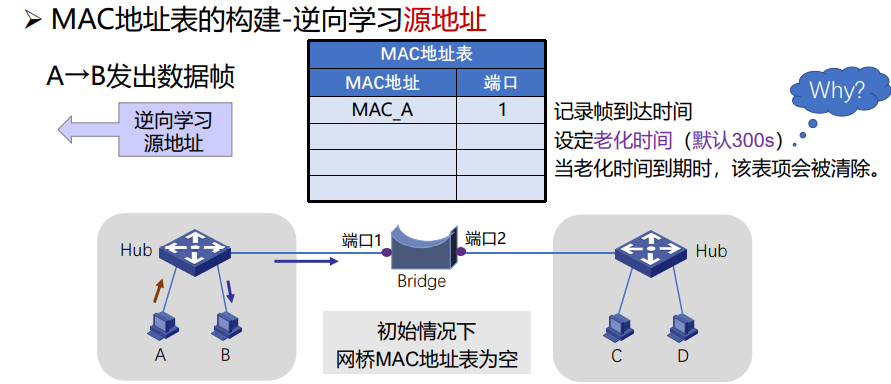 ➢ MAC地址表的构建-逆向学习源地址
A→B发出数据帧
逆向学习
源地址
MAC地址表
MAC地址 端口
MAC_A 1
Why?
记录帧到达时间
设定老化时间（默认300s）
当老化时间到期时，该表项会被清除。
Hub
端口1
端口2
Hub
Bridge
A
B
C
D
初始情况下
网桥MAC地址表为空